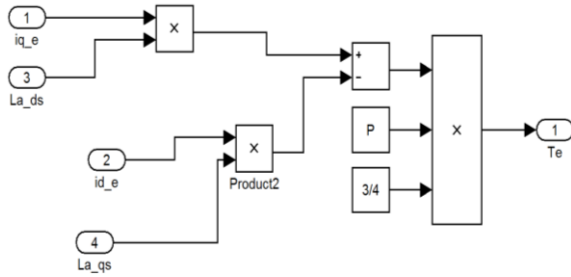 1
iq_e
x
3
La_ds
+
−
x
2
id_e
x
Product2
P
3/4
1
Te
4
La_qs